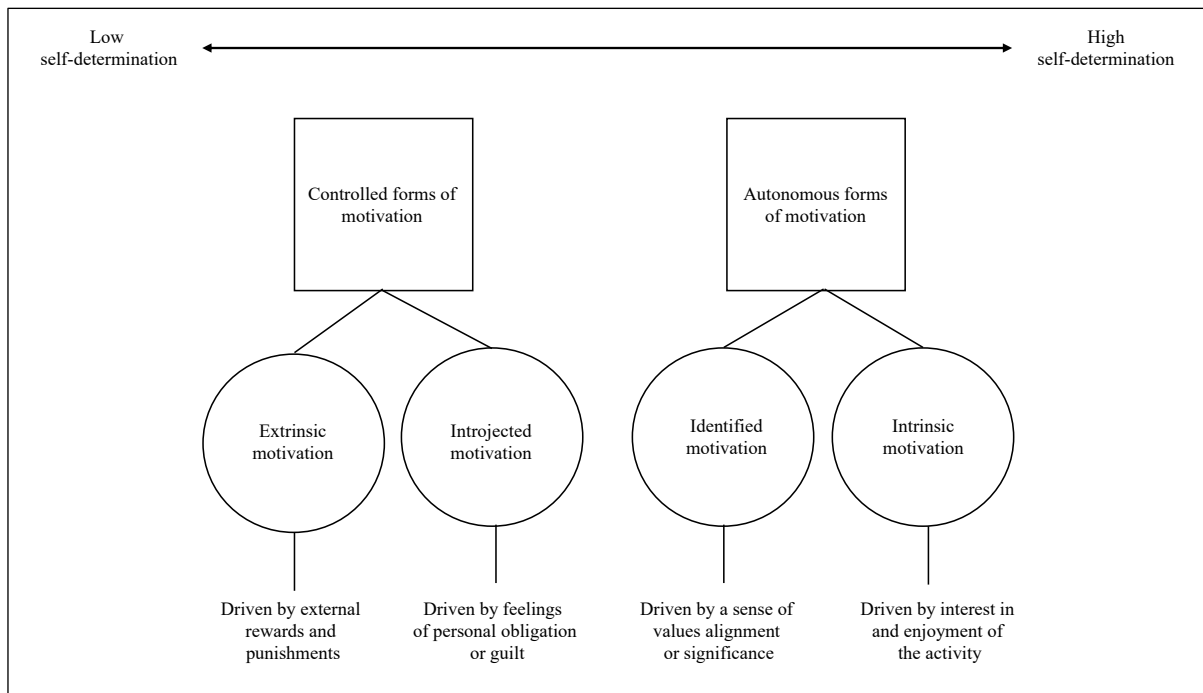 Low
self-determination
High
self-determination
Controlled forms of
motivation
Autonomous forms
of motivation
Extrinsic
motivation
Introjected
motivation
Identified
motivation
Intrinsic
motivation
Driven by external
rewards and
punishments
Driven by feelings
of personal obligation
or guilt
Driven by a sense of
values alignment
or significance
Driven by interest in
and enjoyment of
the activity